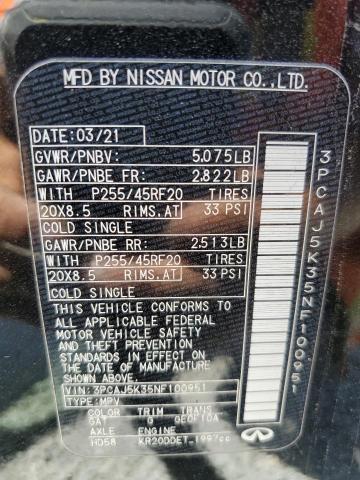 MFD BY NISSAN MOTOR CO.,LTD.
DATE: 03/21
GVWR/PNBV: 5,075LB
GAWR/PNBE FR: 2,822LB
WITH P255/45RF20 TIRES
20X8.5 RIMS.AT 33 PSI
COLD SINGLE
GAWR/PNBE RR: 2,513LB
WITH P255/45RF20 TIRES
20X8.5 RIMS.AT 33 PSI
COLD SINGLE
THIS VEHICLE CONFORMS TO
ALL APPLICABLE FEDERAL
MOTOR VEHICLE SAFETY
AND THEFT PREVENTION
STANDARDS IN EFFECT ON
THE DATE OF MANUFACTURE
SHOWN ABOVE.
VIN: 3PCAJ5K35NF100951
TYPE: MPV
COLOR TRIM TRANS
GAT G GE0F10A
AXLE ENGINE
HD58 KR20DDET 1997cc
INFINITI
3PCAJ5K35NF100951